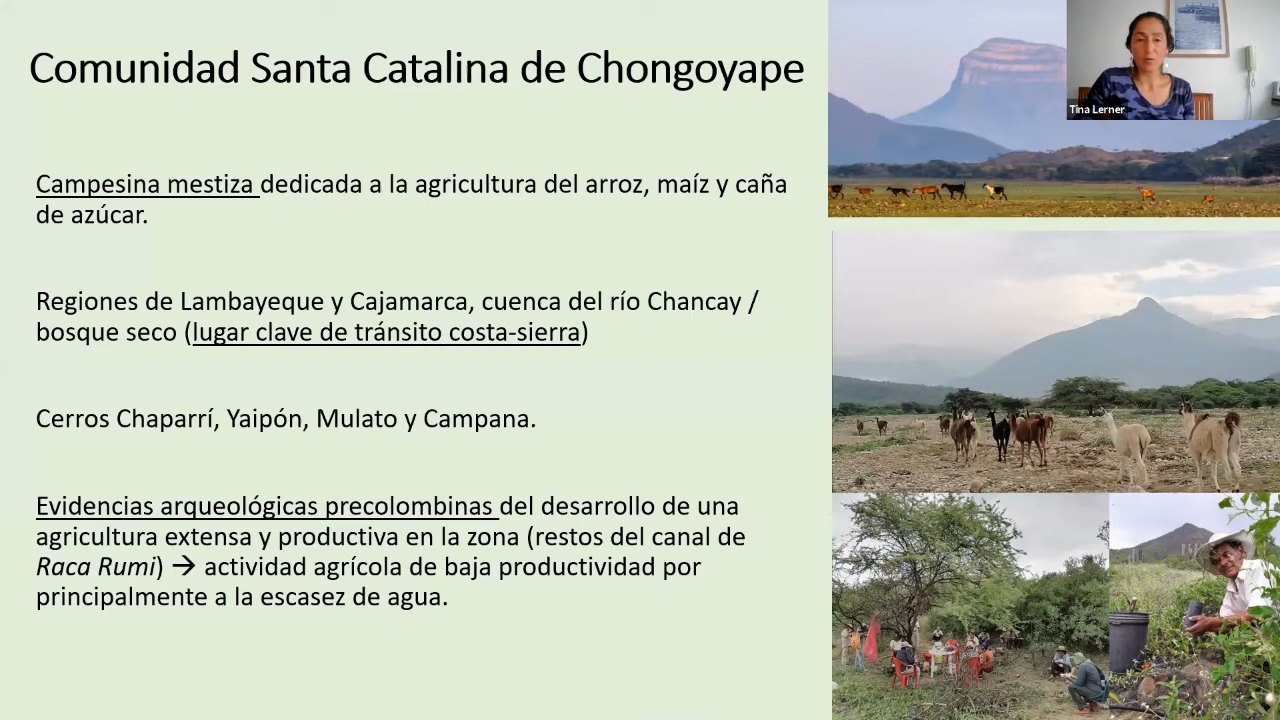 Comunidad Santa Catalina de Chongoyape
Tina Lerner
Campesina mestiza dedicada a la agricultura del arroz, maíz y caña
de azúcar.
Regiones de Lambayeque y Cajamarca, cuenca del río Chancay /
bosque seco (lugar clave de tránsito costa-sierra)
Cerros Chaparrí, Yaipón, Mulato y Campana.
Evidencias arqueológicas precolombinas del desarrollo de una
agricultura extensa y productiva en la zona (restos del canal de
Raca Rumi) → actividad agrícola de baja productividad por
principalmente a la escasez de agua.